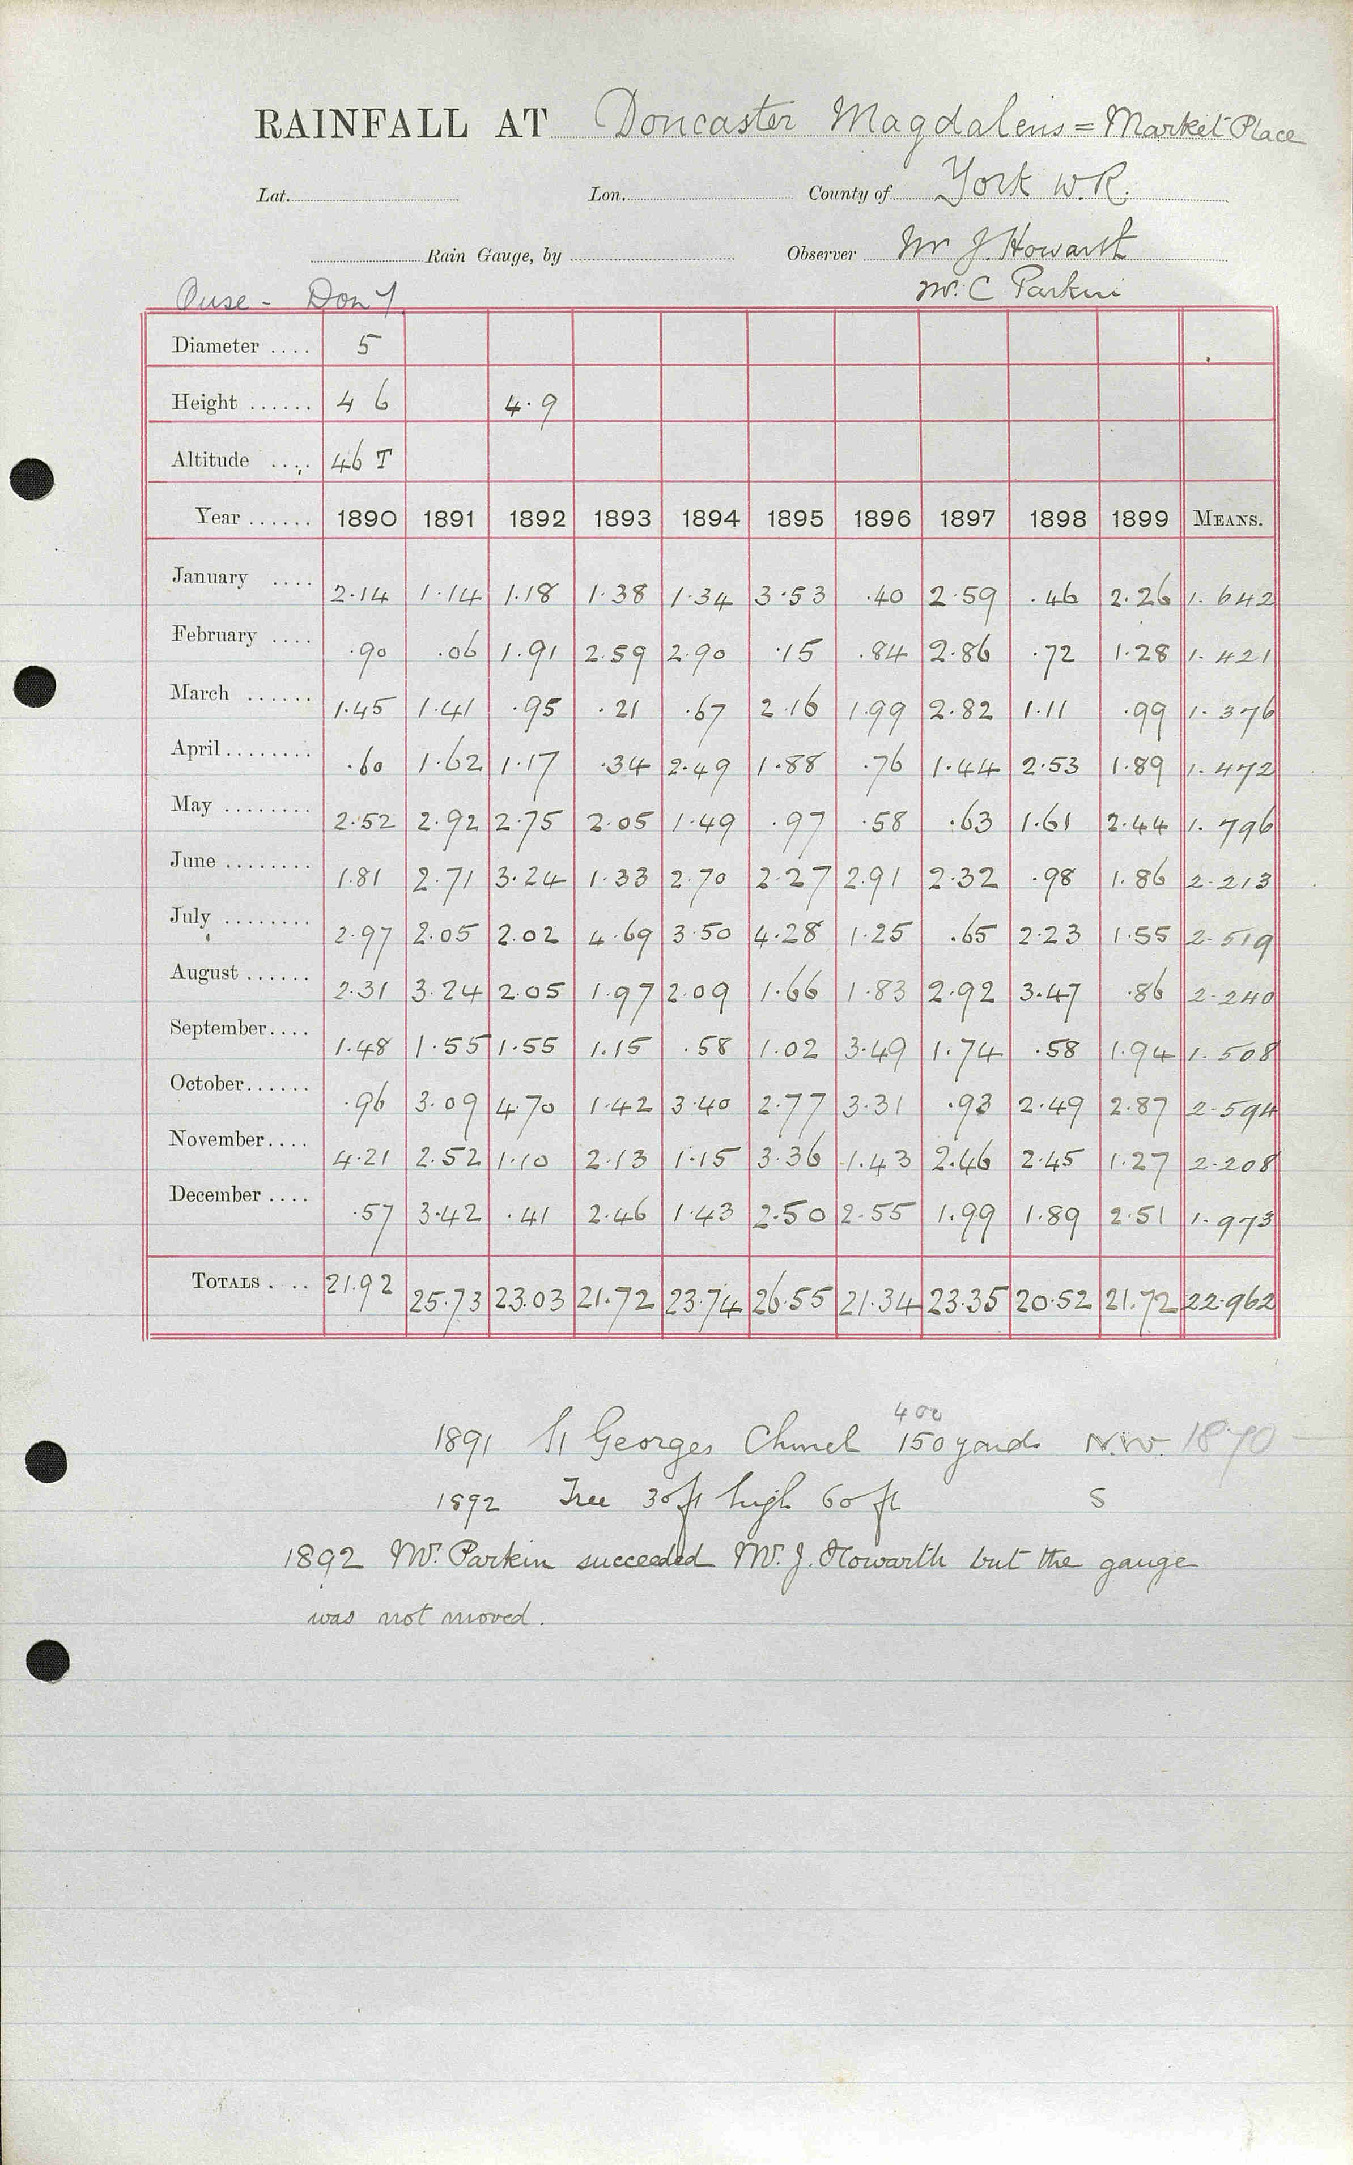 RAINFALL AT Doncaster Magdalens = Market Place
Lat. Lon. County of York W.R.
Rain Gauge, by Observer Mr J. Howarth
Ouse - Don 1 Mr. C Parkin
Diameter .... 5
Height ...... 4 6 4.9
Altitude .... 46 T
Year ...... 1890 1891 1892 1893 1894 1895 1896 1897 1898 1899 MEANS.
January .... 2.14 1.14 1.18 1.38 1.34 3.53 .40 2.59 .46 2.26 1.642
February .... .90 .06 1.91 2.59 2.90 .15 .84 2.86 .72 1.28 1.421
March ...... 1.45 1.41 .95 .21 .67 2.16 1.99 2.82 1.11 .99 1.376
April ........ .60 1.62 1.17 .34 2.49 1.88 .76 1.44 2.53 1.89 1.472
May ........ 2.52 2.92 2.75 2.05 1.49 .97 .58 .63 1.61 2.44 1.796
June ........ 1.81 2.71 3.24 1.33 2.70 2.27 2.91 2.32 .98 1.86 2.213
July ........ 2.97 2.05 2.02 4.69 3.50 4.28 1.25 .65 2.23 1.55 2.519
August ...... 2.31 3.24 2.05 1.97 2.09 1.66 1.83 2.92 3.47 .86 2.240
September.... 1.48 1.55 1.55 1.15 .58 1.02 3.49 1.74 .58 1.94 1.508
October...... .96 3.09 4.70 1.42 3.40 2.77 3.31 .93 2.49 2.87 2.594
November.... 4.21 2.52 1.10 2.13 1.15 3.36 1.43 2.46 2.45 1.27 2.208
December .... .57 3.42 .41 2.46 1.43 2.50 2.55 1.99 1.89 2.51 1.973
TOTALS . .. 21.92 25.73 23.03 21.72 23.74 26.55 21.34 23.35 20.52 21.72 22.962
400
1891 St Georges Church 150 yards N.W. 1870
1892 Tree 30 ft high 60 ft S
1892 Mr. Parkin succeeded Mr. J. Howarth but the gauge
was not moved.